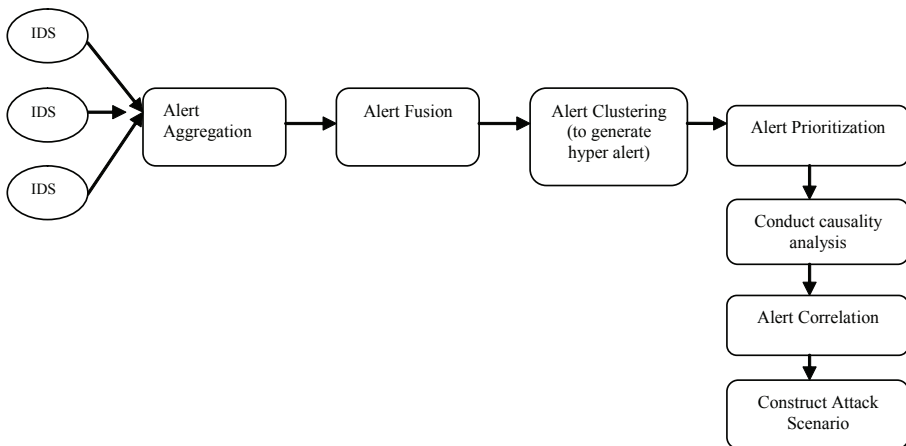 IDS
IDS
IDS
Alert
Aggregation
Alert Fusion
Alert Clustering
(to generate
hyper alert)
Alert Prioritization
Conduct causality
analysis
Alert Correlation
Construct Attack
Scenario